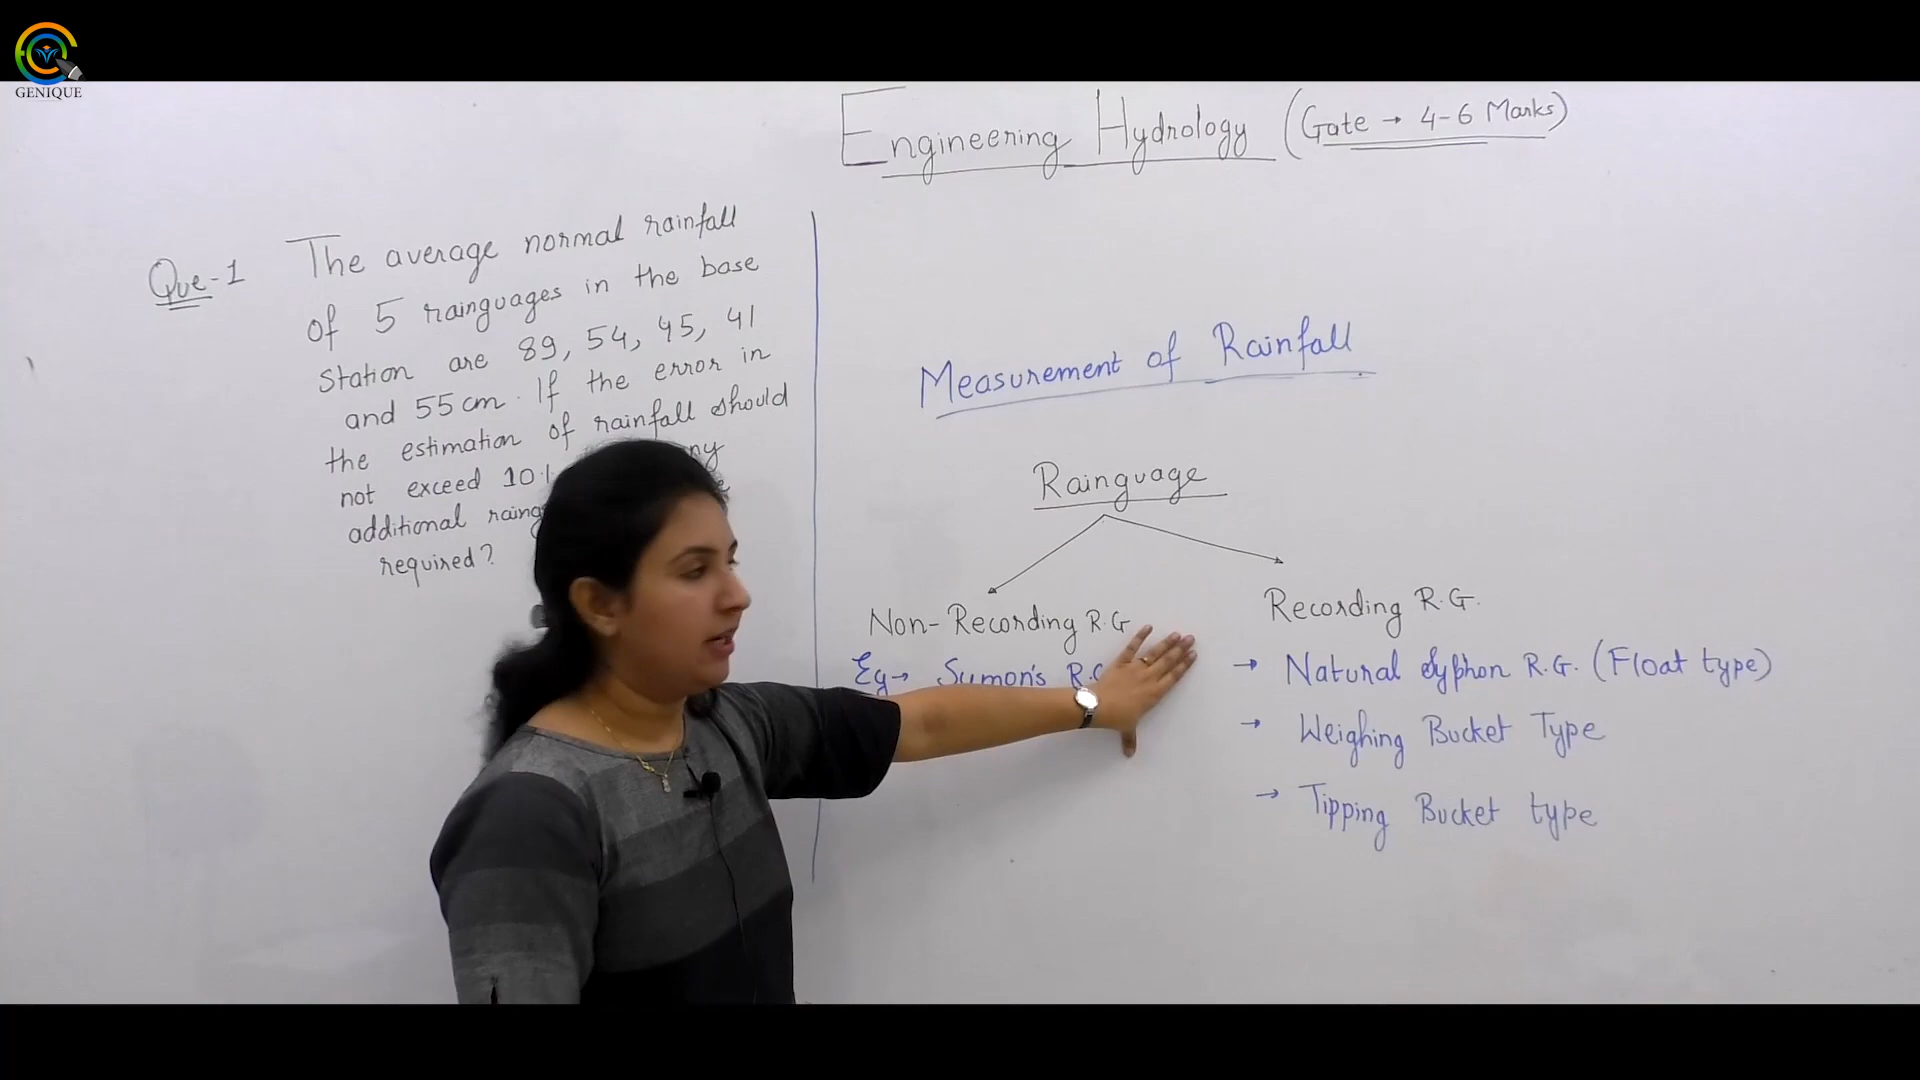 GENIQUE
Engineering Hydrology (Gate → 4-6 Marks)
Que-1 The average normal rainfall
of 5 rainguages in the base
station are 89, 54, 45, 41
and 55 cm. If the error in
the estimation of rainfall should
not exceed 10
additional
required?
Measurement of Rainfall
Rainguage
Non-Recording R.G
Eg→ Sumon's R.G
Recording R.G.
→ Natural Syphon R.G. (Float type)
→ Weighing Bucket Type
→ Tipping Bucket type